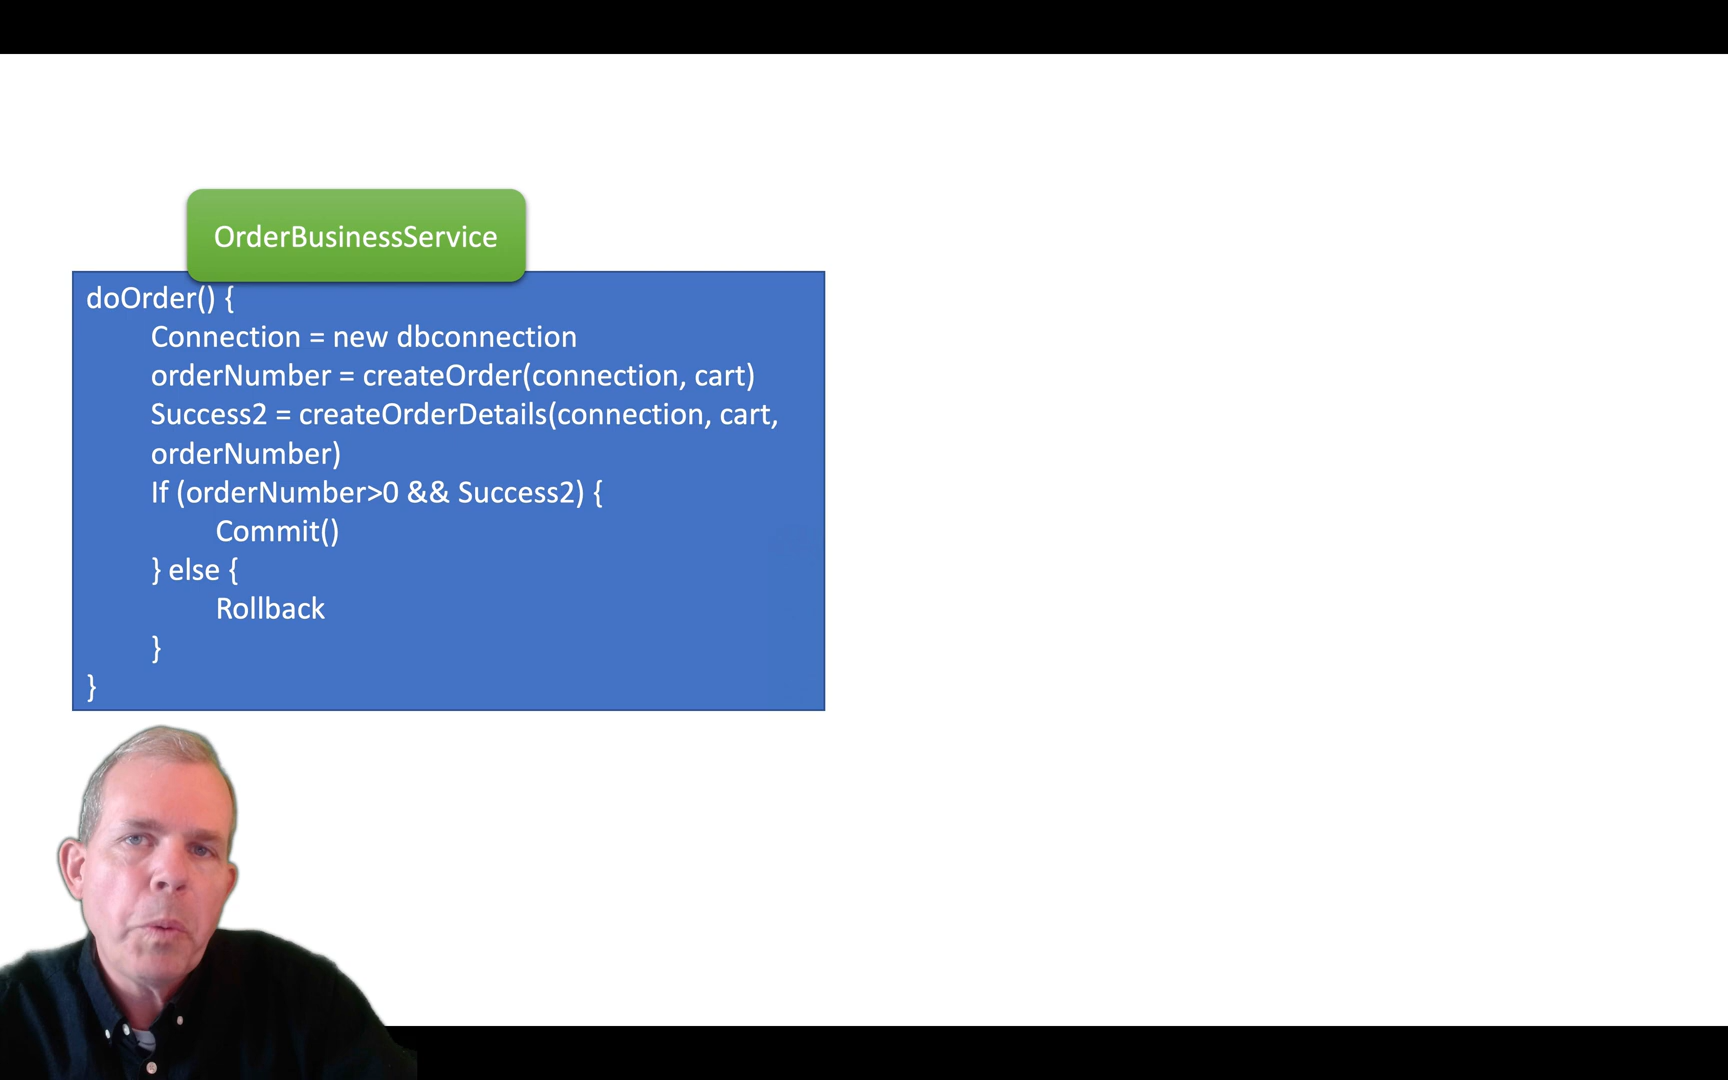 OrderBusinessService
doOrder() {
Connection = new dbconnection
orderNumber = createOrder(connection, cart)
Success2 = createOrderDetails(connection, cart,
orderNumber)
If (orderNumber>0 && Success2) {
Commit()
} else {
Rollback
}
}